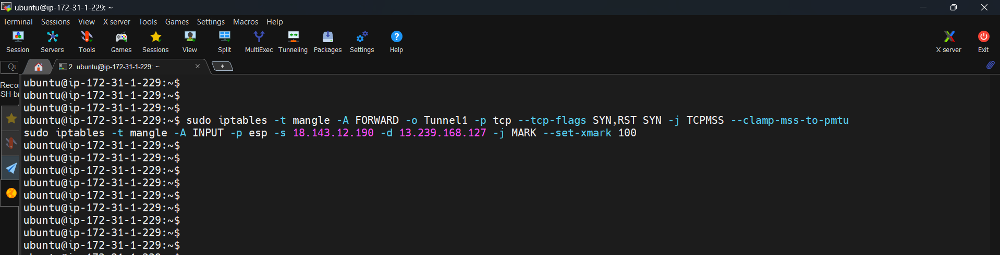 ubuntu@ip-172-31-1-229: ~
Terminal Sessions View X server Tools Games Settings Macros Help
Session Servers Tools Games Sessions View Split MultiExec Tunneling Packages Settings Help X server Exit
2. ubuntu@ip-172-31-1-229: ~
Reco
SH-b
ubuntu@ip-172-31-1-229:~$
ubuntu@ip-172-31-1-229:~$
ubuntu@ip-172-31-1-229:~$
ubuntu@ip-172-31-1-229:~$ sudo iptables -t mangle -A FORWARD -o Tunnel1 -p tcp --tcp-flags SYN,RST SYN -j TCPMSS --clamp-mss-to-pmtu
sudo iptables -t mangle -A INPUT -p esp -s 18.143.12.190 -d 13.239.168.127 -j MARK --set-xmark 100
ubuntu@ip-172-31-1-229:~$
ubuntu@ip-172-31-1-229:~$
ubuntu@ip-172-31-1-229:~$
ubuntu@ip-172-31-1-229:~$
ubuntu@ip-172-31-1-229:~$
ubuntu@ip-172-31-1-229:~$
ubuntu@ip-172-31-1-229:~$
ubuntu@ip-172-31-1-229:~$
ubuntu@ip-172-31-1-229:~$